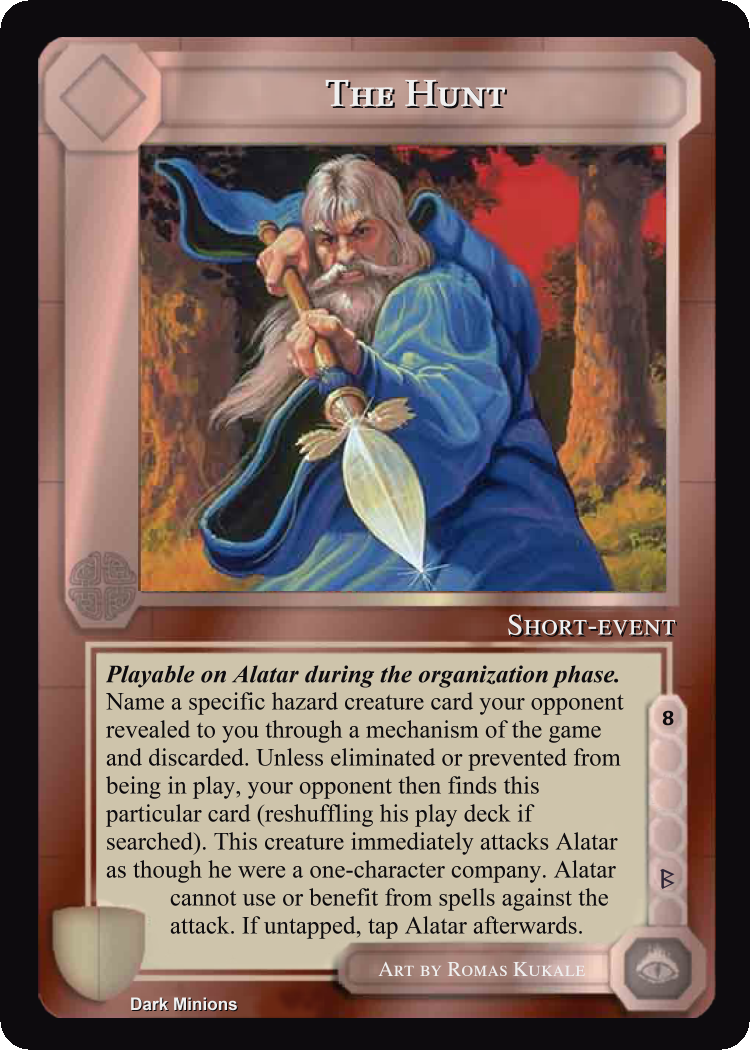 The Hunt
Short-event
Playable on Alatar during the organization phase.
Name a specific hazard creature card your opponent
revealed to you through a mechanism of the game
and discarded. Unless eliminated or prevented from
being in play, your opponent then finds this
particular card (reshuffling his play deck if
searched). This creature immediately attacks Alatar
as though he were a one-character company. Alatar
cannot use or benefit from spells against the
attack. If untapped, tap Alatar afterwards.
8
ᛒ
Art by Romas Kukale
Dark Minions